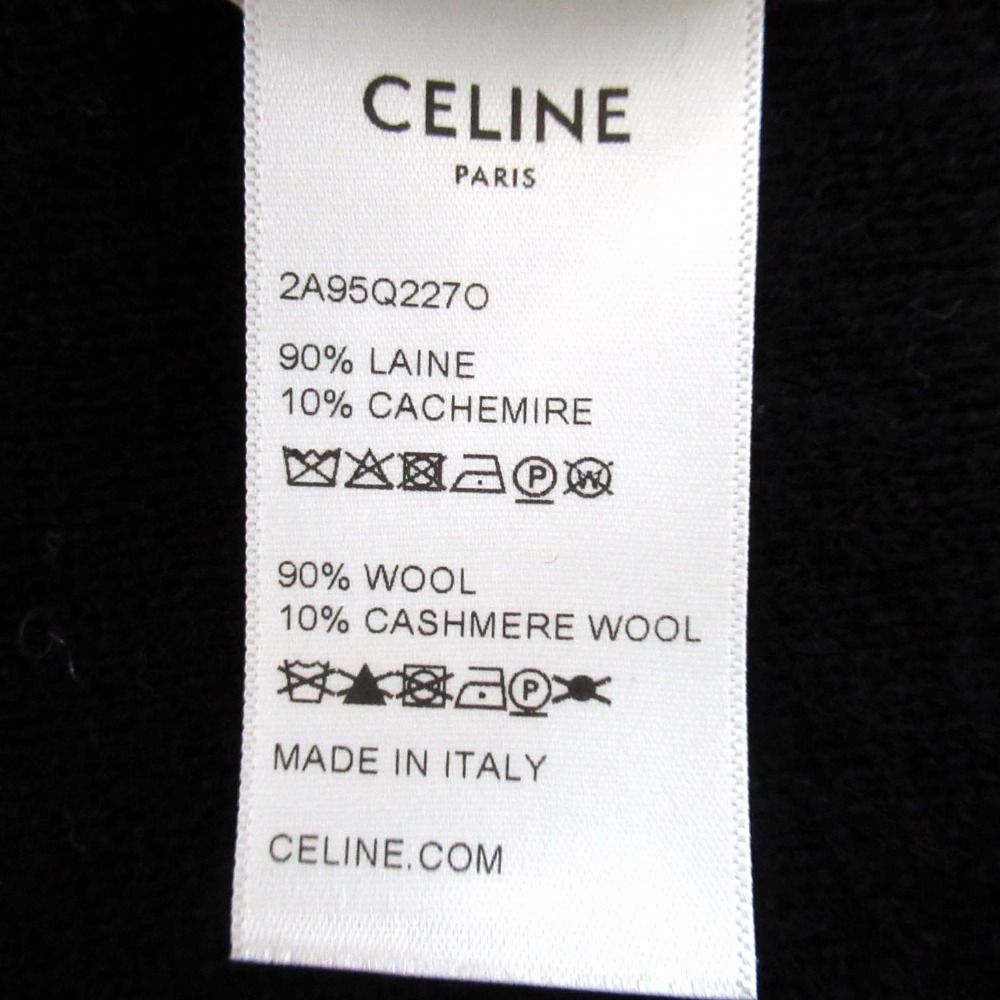 CELINE
PARIS
2A95Q227O
90% LAINE
10% CACHEMIRE
P W
90% WOOL
10% CASHMERE WOOL
P
MADE IN ITALY
CELINE.COM